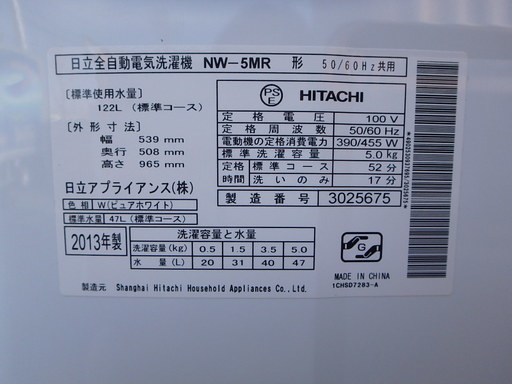 日立全自動電気洗濯機 NW-5MR 形 50/60Hz共用
〔標準使用水量〕
122L (標準コース)
〔外形寸法〕
幅 539 mm
奥行 508 mm
高さ 965 mm
日立アプライアンス(株)
色相 W(ピュアホワイト)
標準水量 47L(標準コース)
PSE HITACHI
定格電圧 100 V
定格周波数 50/60 Hz
電動機の定格消費電力 390/455 W
標準洗濯容量 5.0kg
定格時間 標準コース 52分
洗いのみ 17分
製造番号 3025675
2013年製
洗濯容量と水量
洗濯容量(kg) 0.5 1.5 3.5 5.0
水量(L) 20 31 40 47
G
MADE IN CHINA
1CHSD7283-A
製造元 Shanghai Hitachi Household Appliances Co.,Ltd.